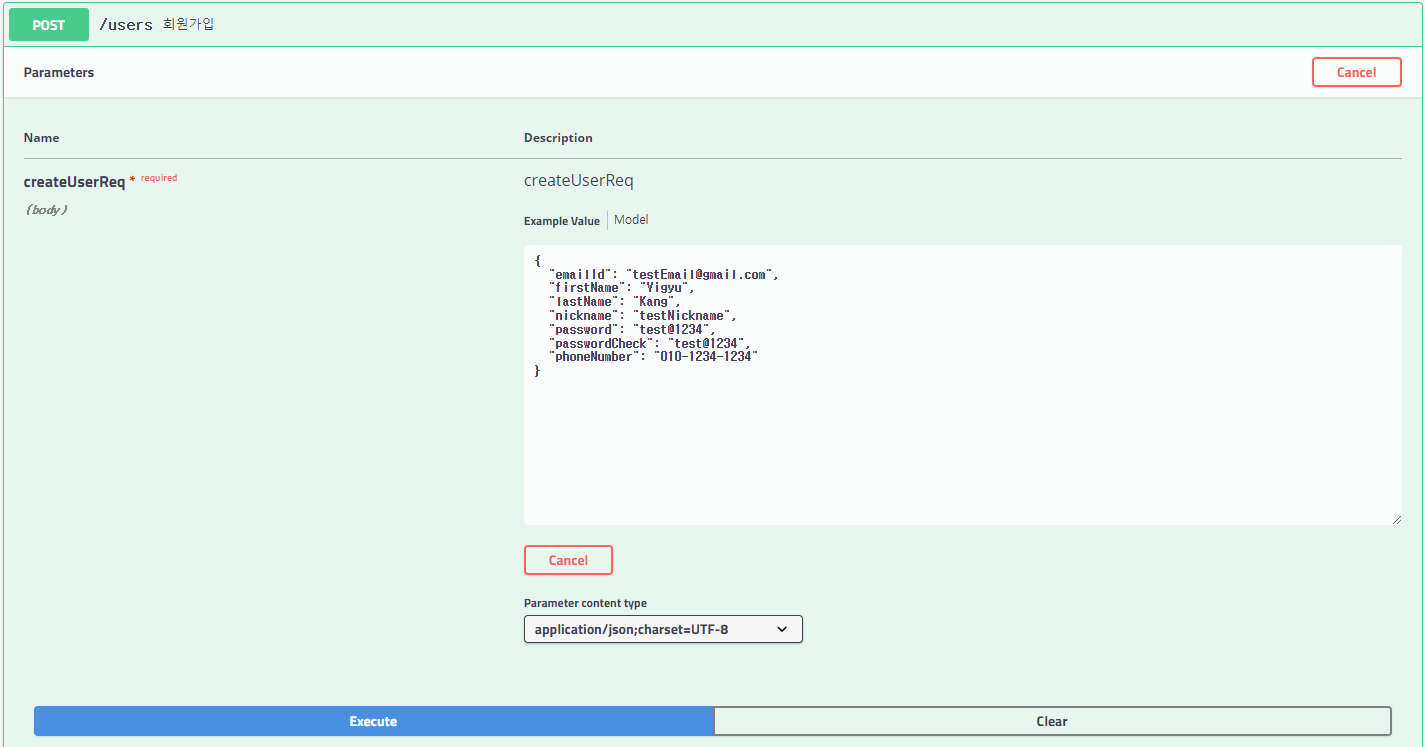 POST /users 회원가입
Parameters Cancel
Name Description
createUserReq * required createUserReq
(body)
Example Value Model
{
"emailId": "testEmail@gmail.com",
"firstName": "Yigyu",
"lastName": "Kang",
"nickname": "testNickname",
"password": "test@1234",
"passwordCheck": "test@1234",
"phoneNumber": "010-1234-1234"
}
Cancel
Parameter content type
application/json;charset=UTF-8
Execute Clear